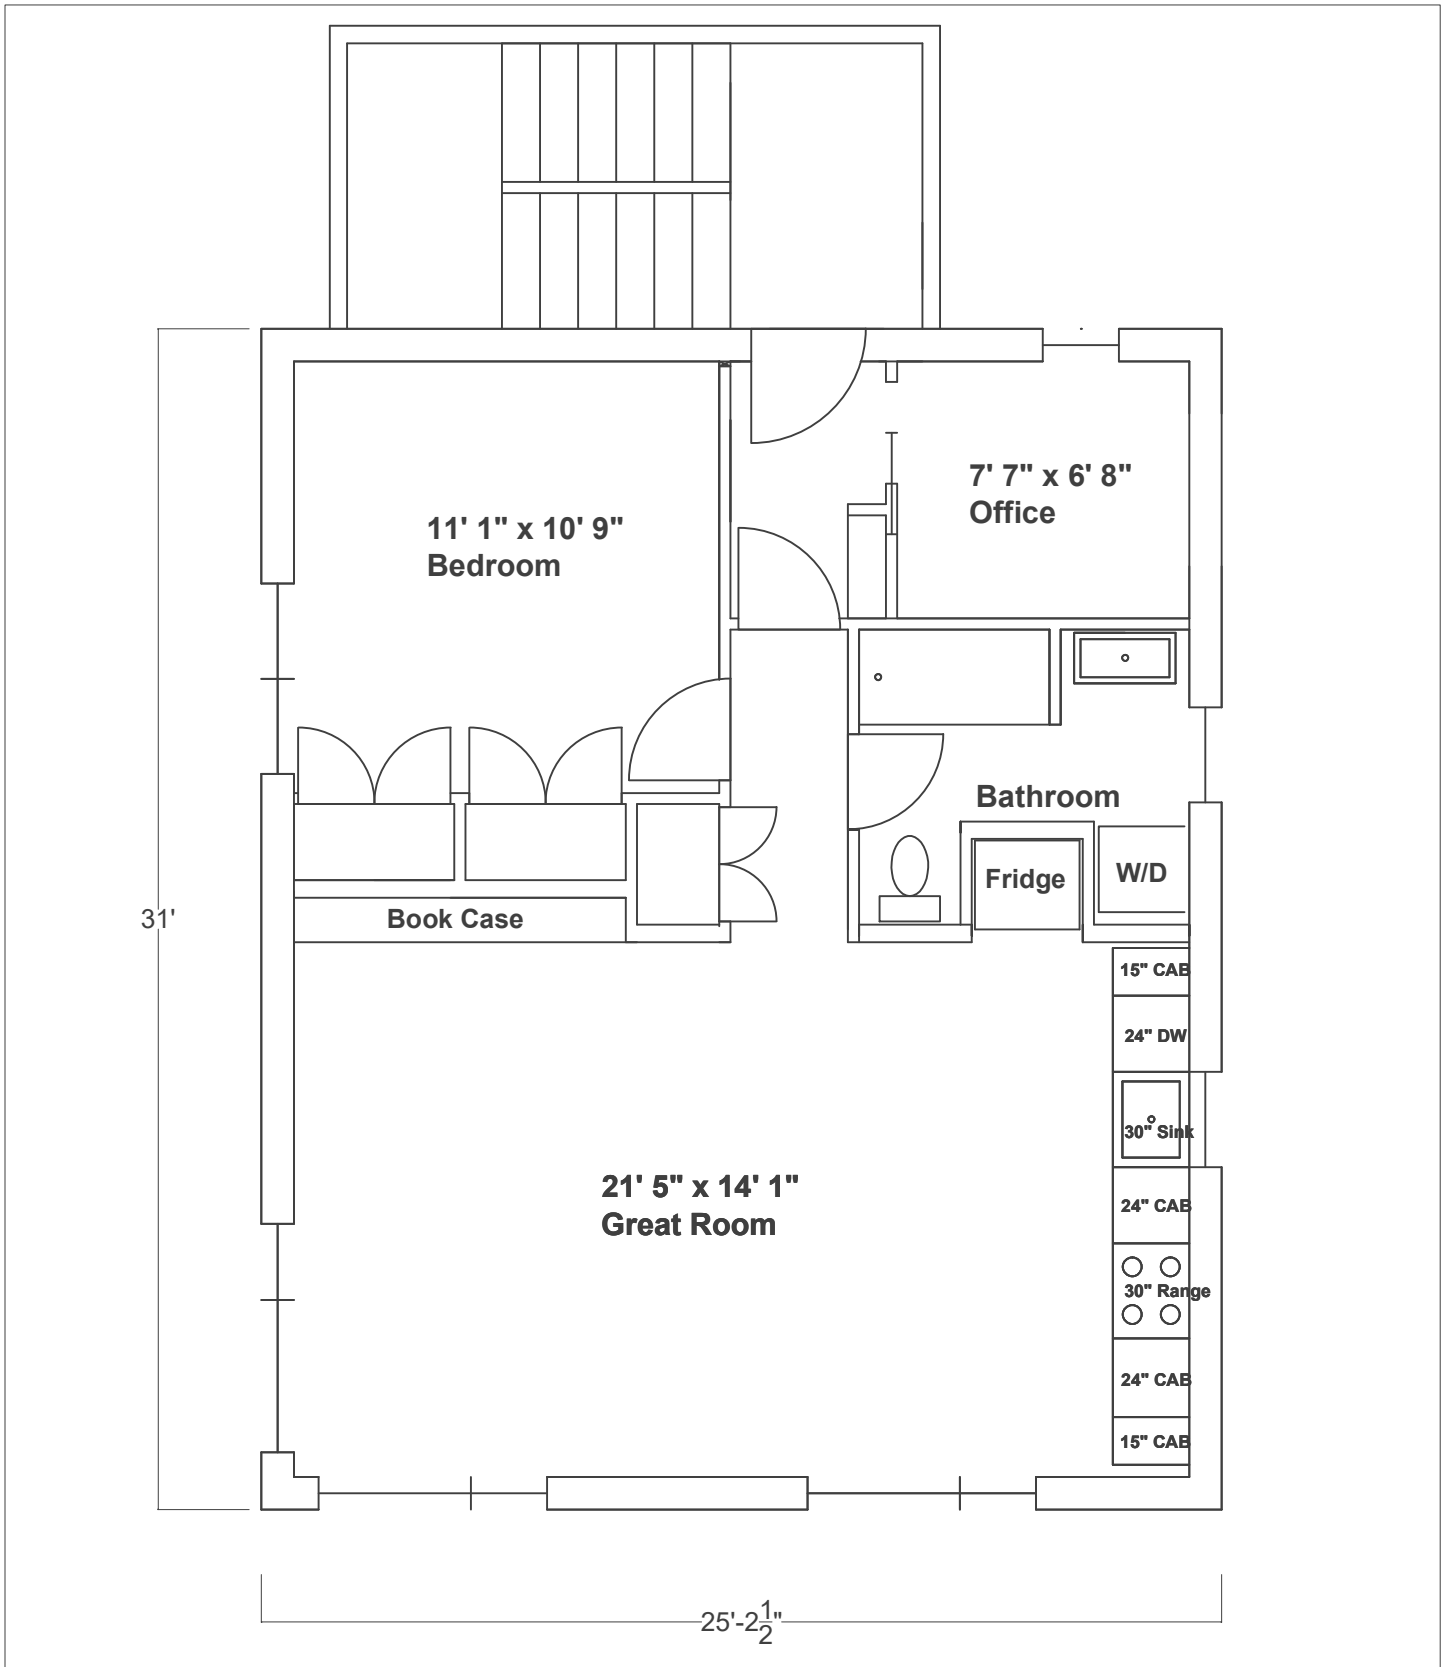 7' 7" x 6' 8"
Office
11' 1" x 10' 9"
Bedroom
Bathroom
Fridge
W/D
31'
Book Case
15" CAB
24" DW
30" Sink
21' 5" x 14' 1"
Great Room
24" CAB
30" Range
24" CAB
15" CAB
25'-2 1/2"